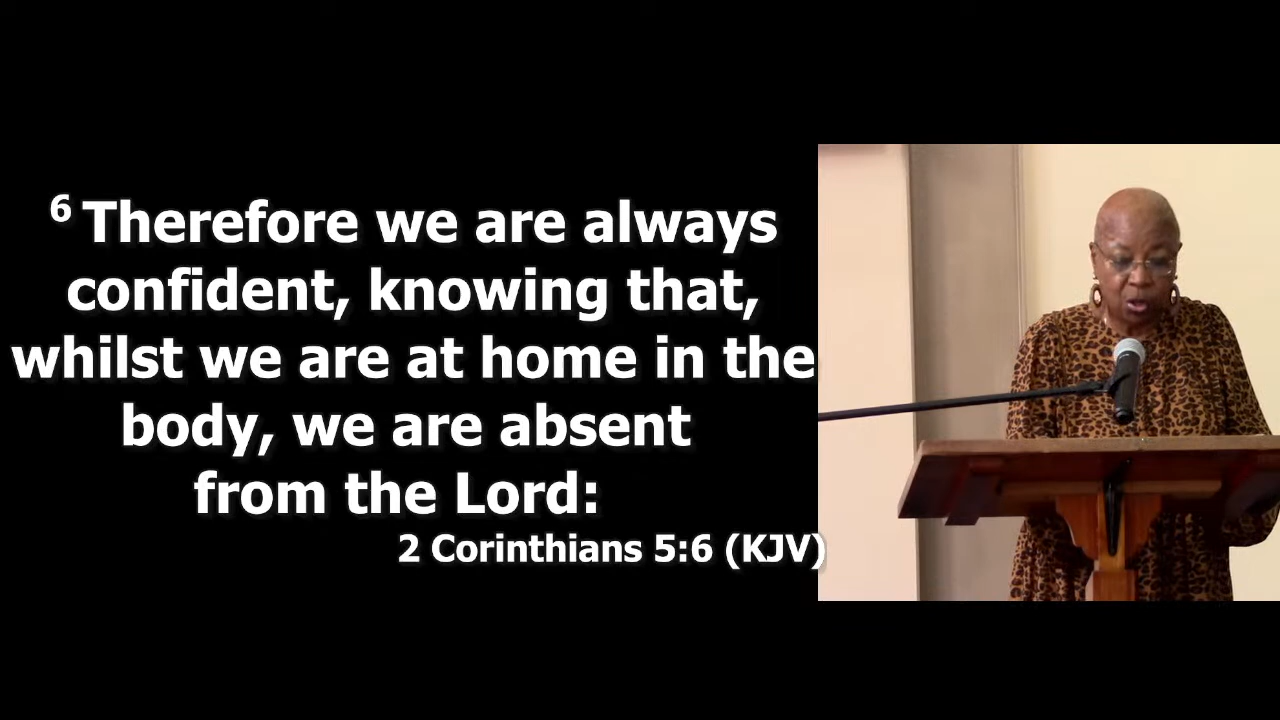 6 Therefore we are always
confident, knowing that,
whilst we are at home in the
body, we are absent
from the Lord:
2 Corinthians 5:6 (KJV)